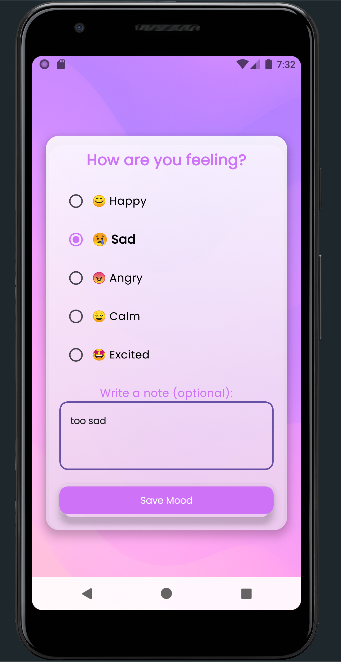 7:32
How are you feeling?
😊 Happy
😢 Sad
😡 Angry
😌 Calm
🤩 Excited
Write a note (optional):
too sad
Save Mood